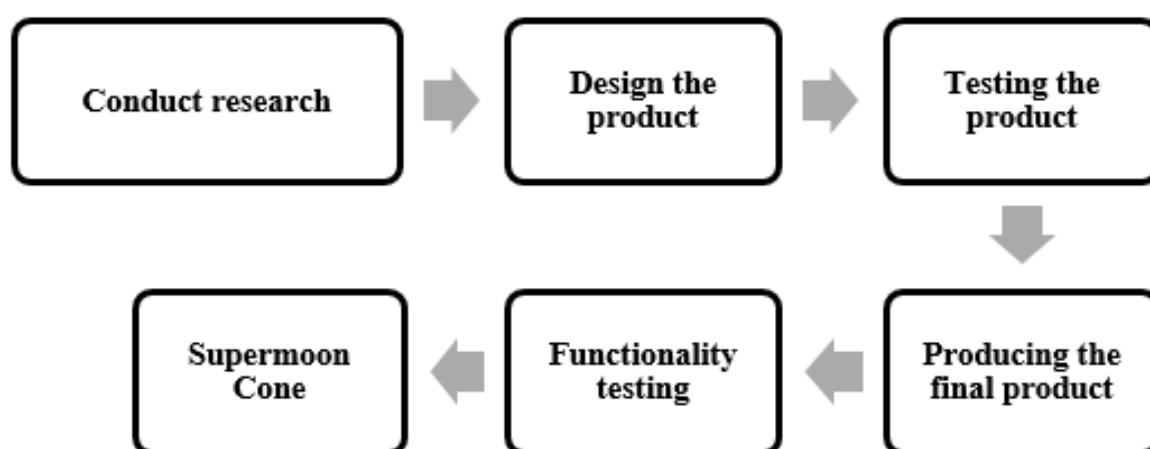 Conduct research
Design the
product
Testing the
product
Producing the
final product
Functionality
testing
Supermoon
Cone